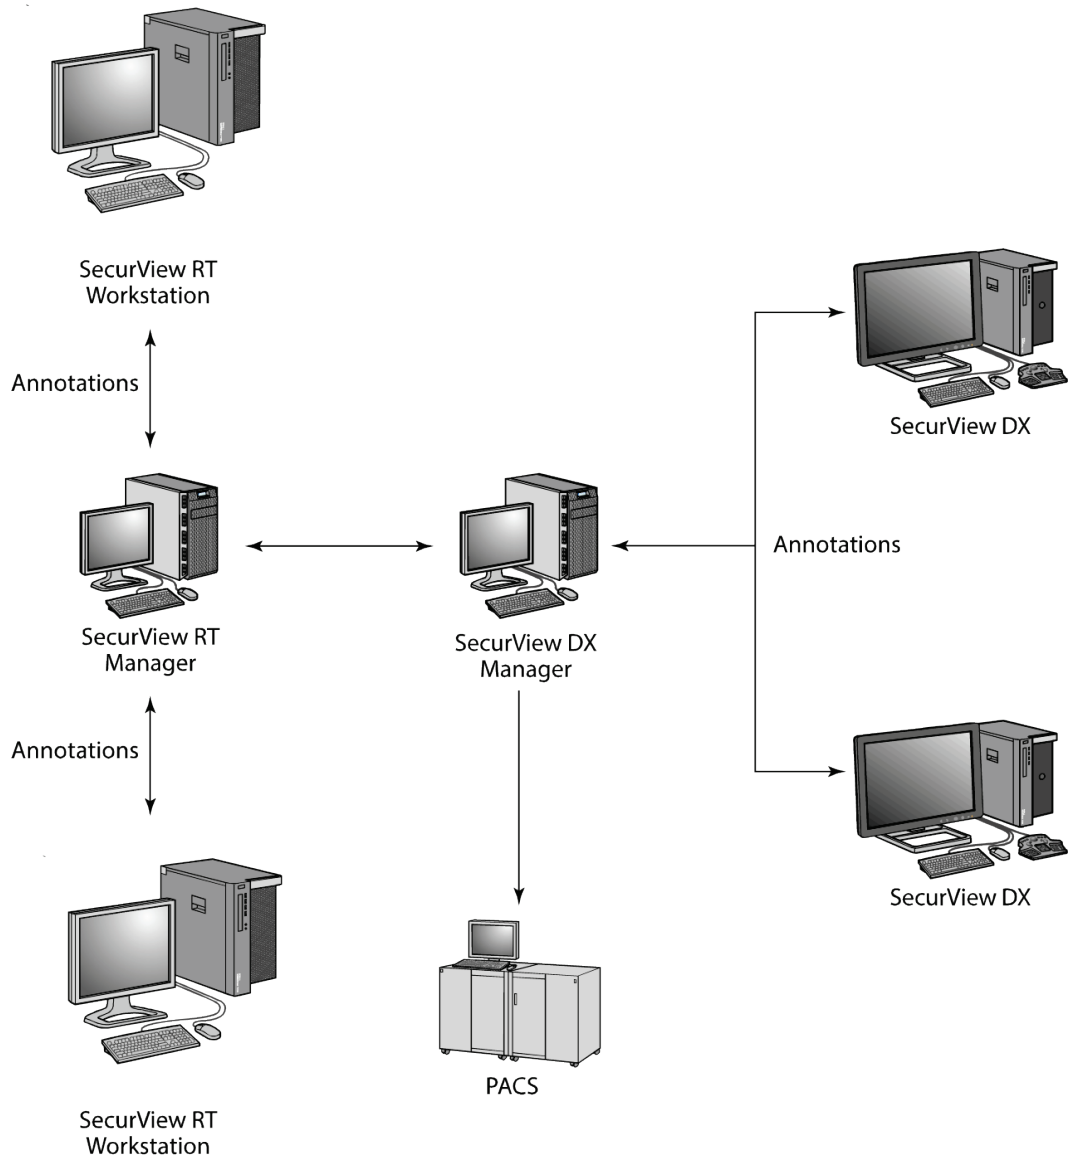 SecurView RT
Workstation
Annotations
SecurView DX
SecurView RT
Manager
SecurView DX
Manager
Annotations
Annotations
SecurView DX
PACS
SecurView RT
Workstation